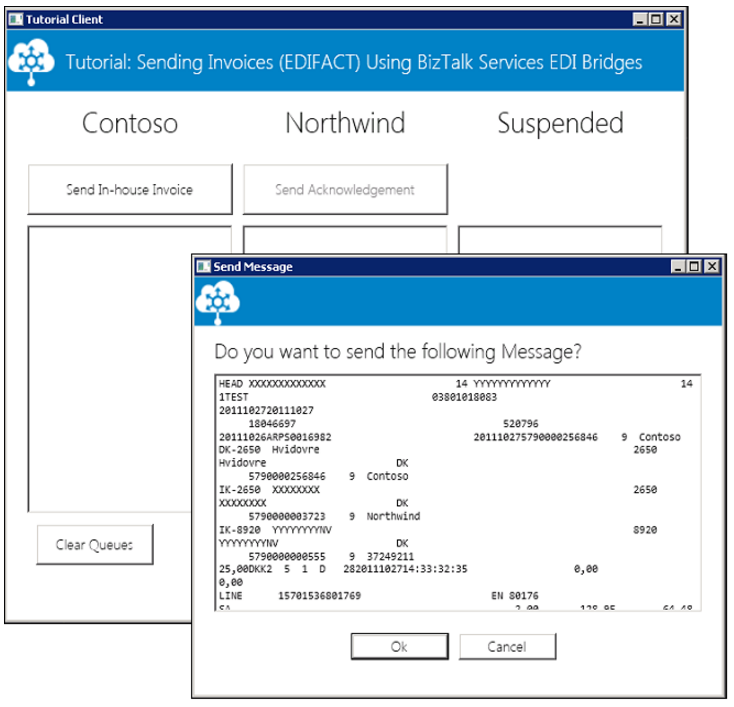 Tutorial Client
Tutorial: Sending Invoices (EDIFACT) Using BizTalk Services EDI Bridges
Contoso Northwind Suspended
Send In-house Invoice Send Acknowledgement
Clear Queues
Send Message
Do you want to send the following Message?
HEAD XXXXXXXXXXXXX 14 YYYYYYYYYYYYY 14
1TEST 03801018083
2011102720111027
18046697 520796
20111026ARPS0016982 201110275790000256846 9 Contoso
DK-2650 Hvidovre 2650
Hvidovre DK
5790000256846 9 Contoso
IK-2650 XXXXXXXX 2650
XXXXXXXX DK
5790000003723 9 Northwind
IK-8920 YYYYYYYYNV 8920
YYYYYYYYNV DK
5790000000555 9 37249211
25,00DKK2 5 1 D 282011102714:33:32:35 0,00
0,00
LINE 15701536801769 EN 80176
Ok Cancel